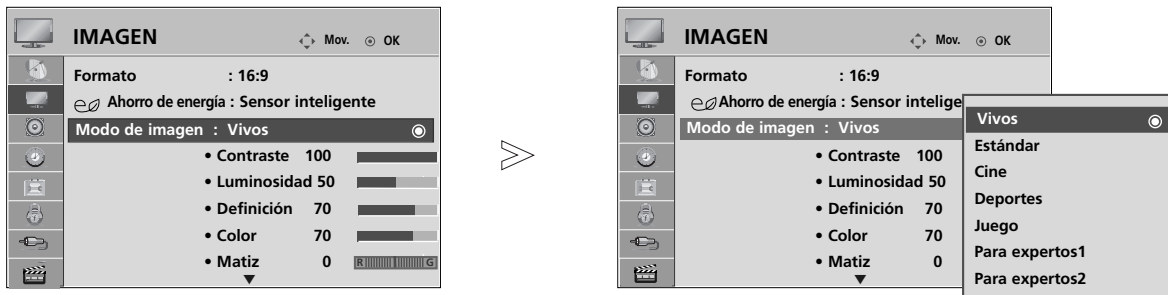 IMAGEN Mov. OK
Formato : 16:9
Ahorro de energía : Sensor inteligente
Modo de imagen : Vivos
• Contraste 100
• Luminosidad 50
• Definición 70
• Color 70
• Matiz 0 R G
IMAGEN Mov. OK
Formato : 16:9
Ahorro de energía : Sensor intelige
Modo de imagen : Vivos
• Contraste 100
• Luminosidad 50
• Definición 70
• Color 70
• Matiz 0
Vivos
Estándar
Cine
Deportes
Juego
Para expertos1
Para expertos2